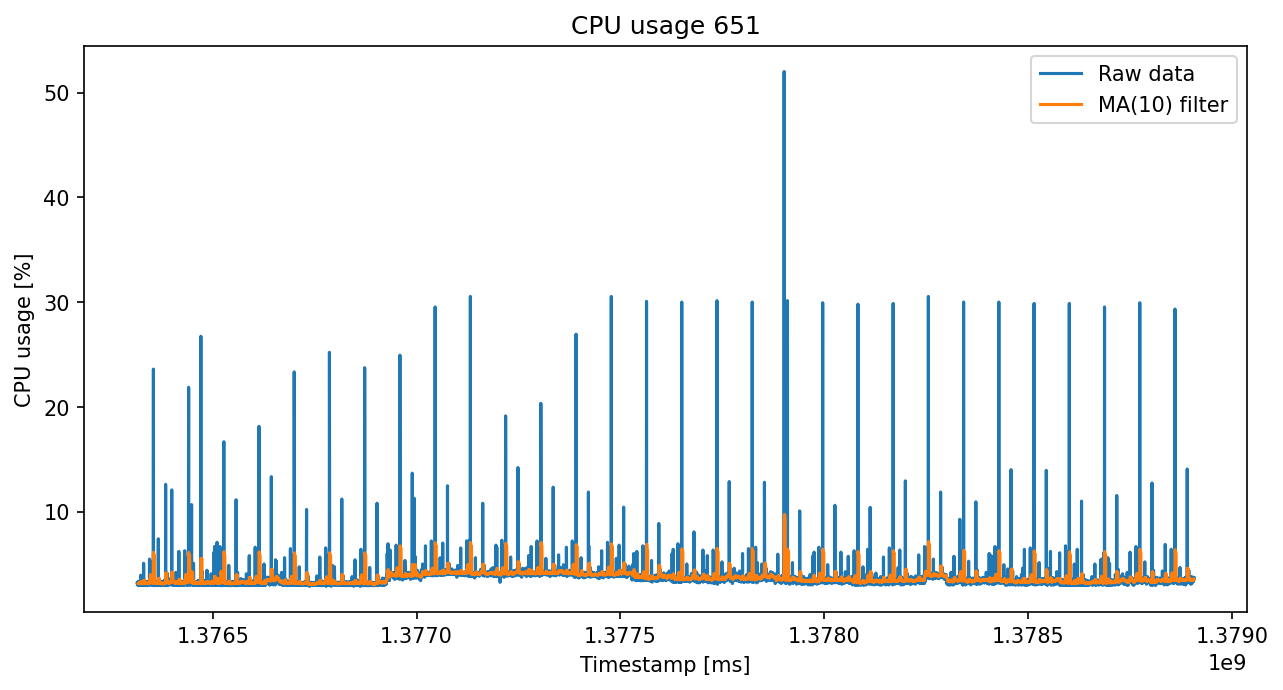 CPU usage 651
Raw data
MA(10) filter
CPU usage [%]
50
40
30
20
10
1.3765 1.3770 1.3775 1.3780 1.3785 1.3790
1e9
Timestamp [ms]